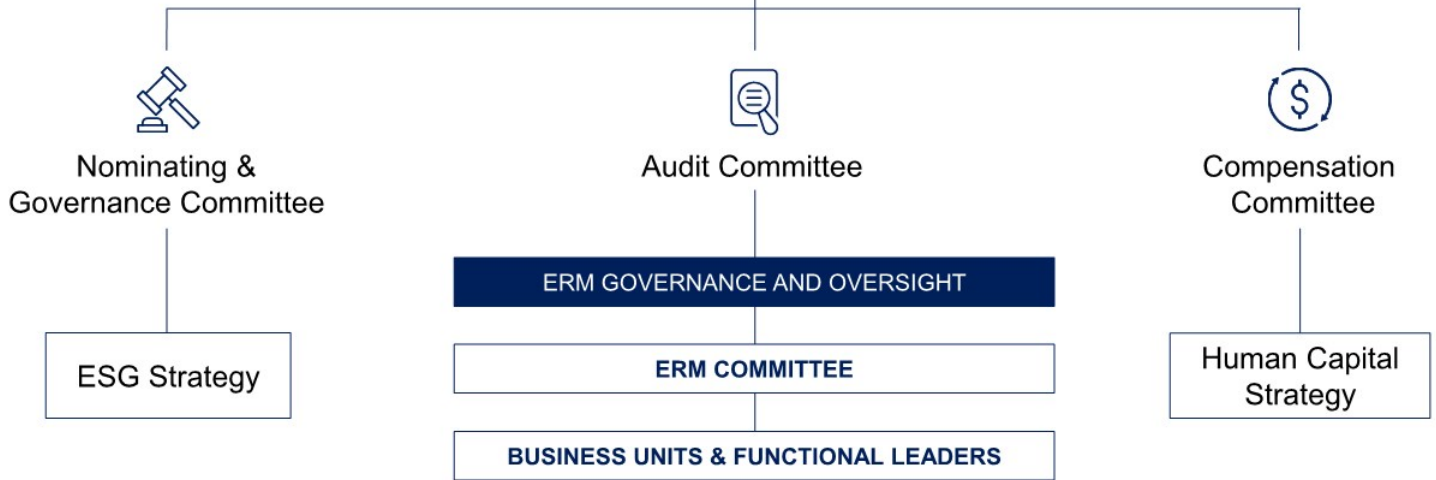 Nominating &
Governance Committee
Audit Committee
Compensation
Committee
ERM GOVERNANCE AND OVERSIGHT
ESG Strategy
ERM COMMITTEE
Human Capital
Strategy
BUSINESS UNITS & FUNCTIONAL LEADERS